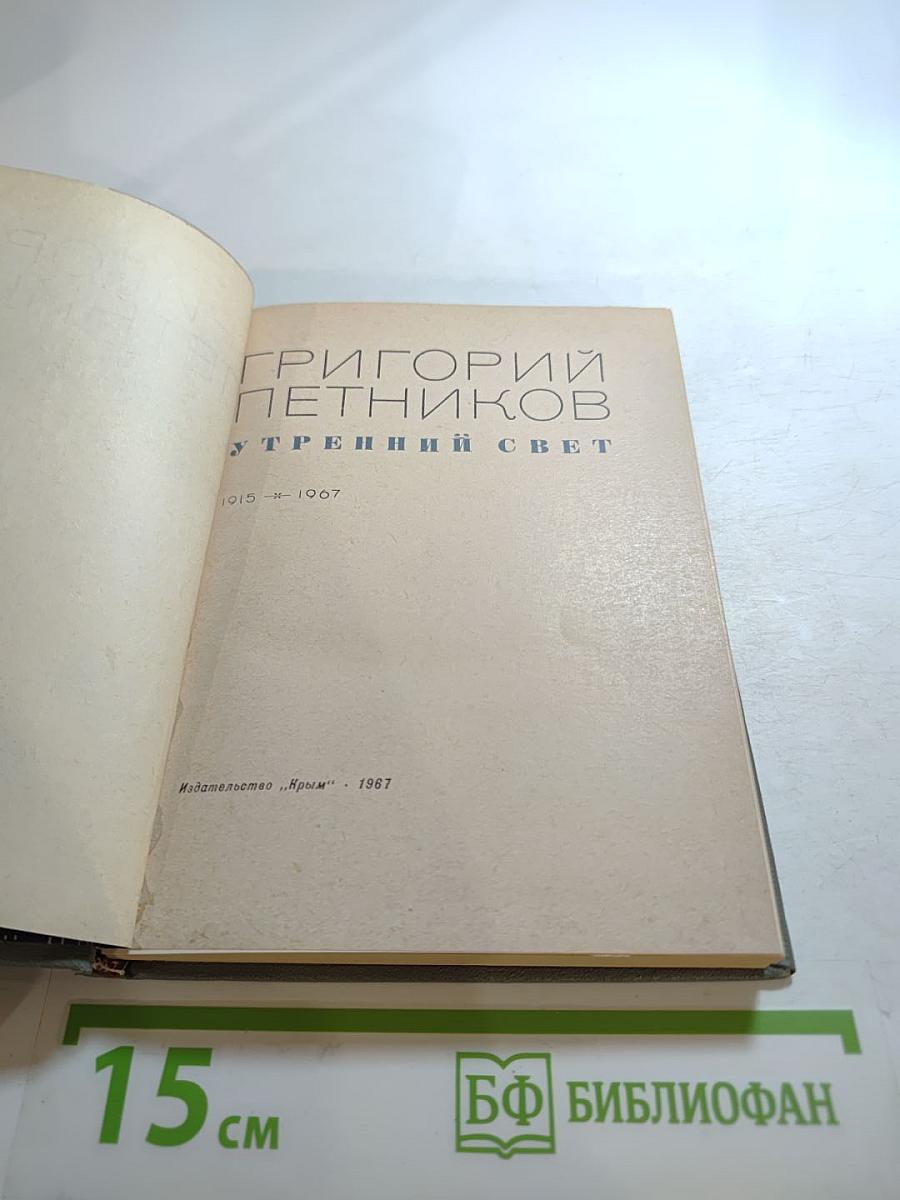 ГРИГОРИЙ
ПЕТНИКОВ
УТРЕННИЙ СВЕТ
1915 — 1967
Издательство „Крым“ · 1967
15 см
БФ БИБЛИОФАН